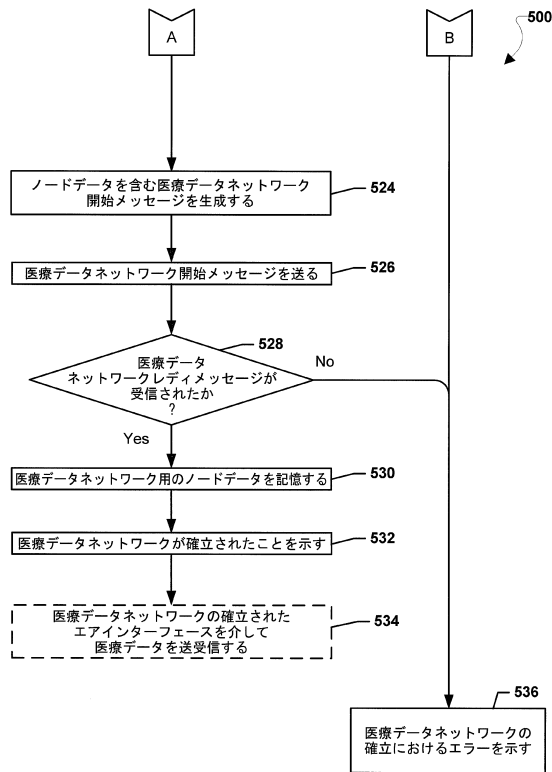 A
B
500
ノードデータを含む医療データネットワーク
開始メッセージを生成する
524
医療データネットワーク開始メッセージを送る
526
528
医療データ
ネットワークレディメッセージが
受信されたか
?
No
Yes
医療データネットワーク用のノードデータを記憶する
530
医療データネットワークが確立されたことを示す
532
医療データネットワークの確立された
エアインターフェースを介して
医療データを送受信する
534
536
医療データネットワークの
確立におけるエラーを示す